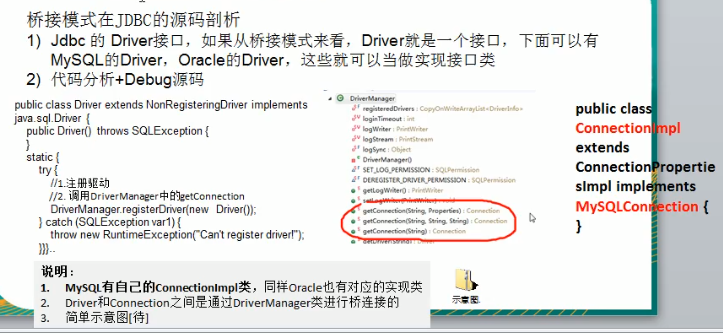 桥接模式在JDBC的源码剖析
1) Jdbc 的 Driver接口，如果从桥接模式来看，Driver就是一个接口，下面可以有
MySQL的Driver，Oracle的Driver，这些就可以当做实现接口类
2) 代码分析+Debug源码
public class Driver extends NonRegisteringDriver implements
java.sql.Driver {
public Driver() throws SQLException {
}
static {
try {
//1.注册驱动
//2. 调用DriverManager中的getConnection
DriverManager.registerDriver(new Driver());
} catch (SQLException var1) {
throw new RuntimeException("Can't register driver!");
}}}..
DriverManager
registeredDrivers : CopyOnWriteArrayList<DriverInfo>
loginTimeout : int
logWriter : PrintWriter
logStream : PrintStream
logSync : Object
DriverManager()
SET_LOG_PERMISSION : SQLPermission
DEREGISTER_DRIVER_PERMISSION : SQLPermission
getLogWriter() : PrintWriter
setLogWriter(PrintWriter) : void
getConnection(String, Properties) : Connection
getConnection(String, String, String) : Connection
getConnection(String) : Connection
getDriver(String) : Driver
public class
ConnectionImpl
extends
ConnectionPropertie
sImpl implements
MySQLConnection {
}
说明：
1. MySQL有自己的ConnectionImpl类，同样Oracle也有对应的实现类
2. Driver和Connection之间是通过DriverManager类进行桥连接的
3. 简单示意图[待]
示意图.